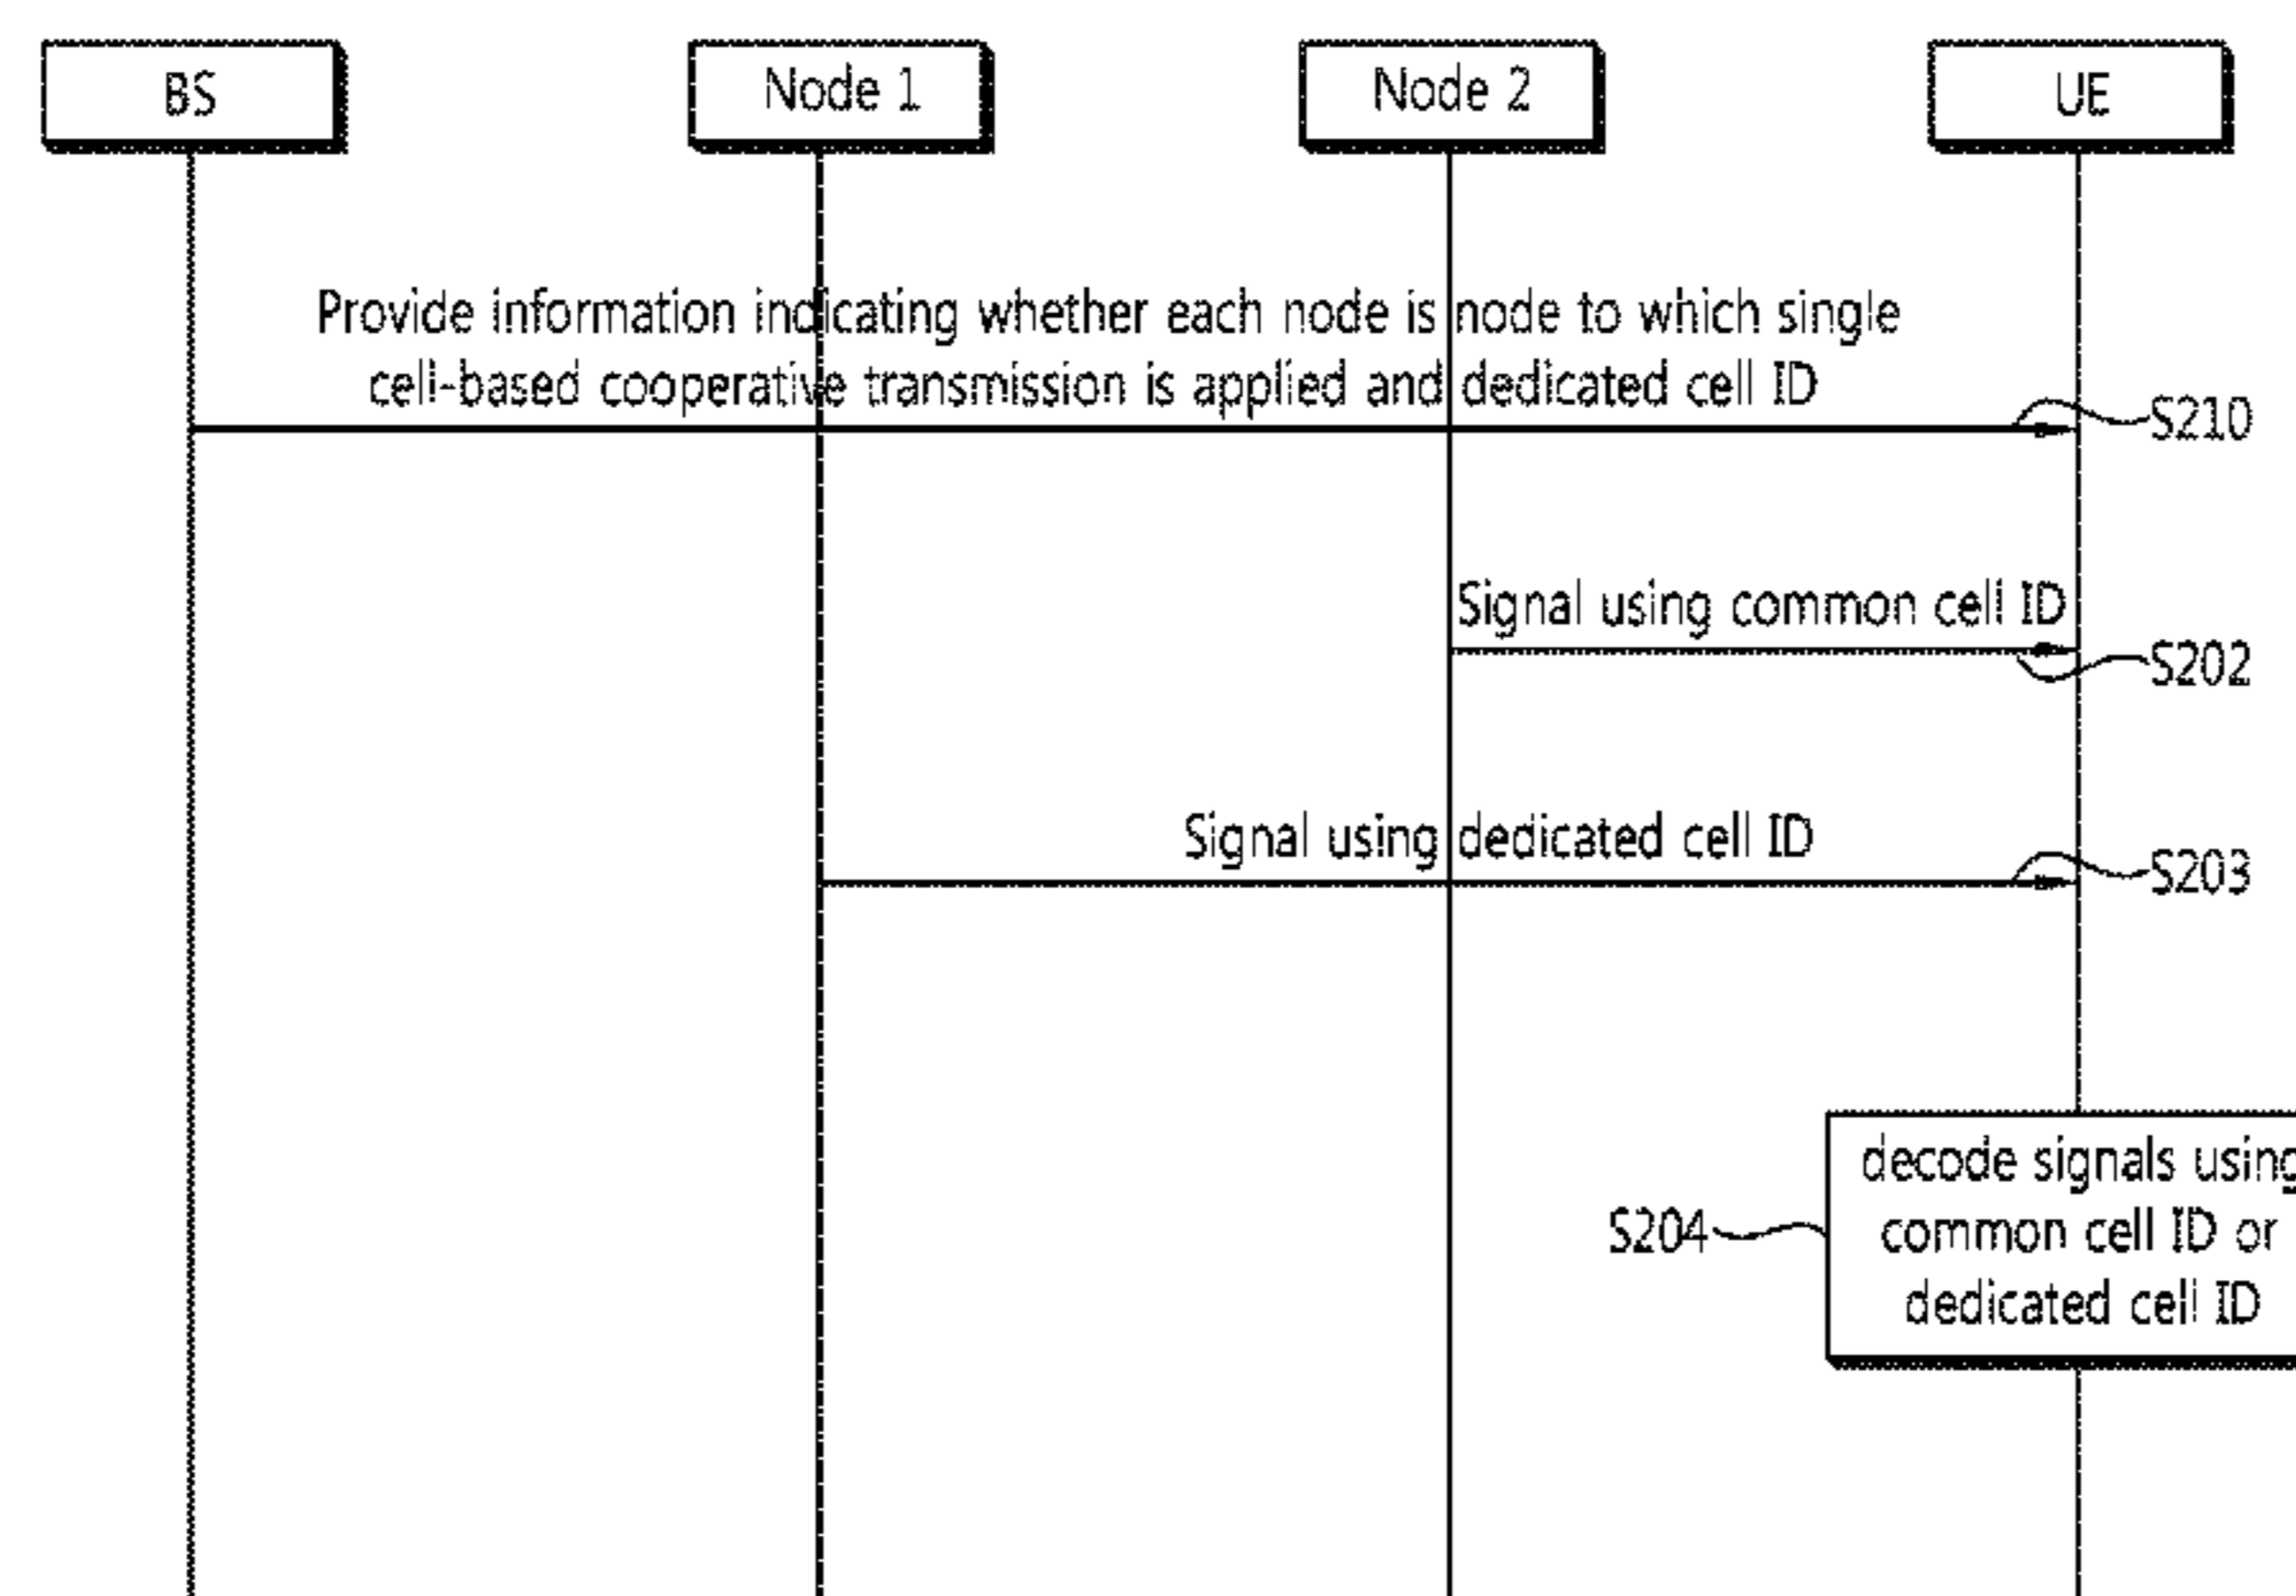 BS
Node 1
Node 2
UE
Provide information indicating whether each node is node to which single
cell-based cooperative transmission is applied and dedicated cell ID
S210
Signal using common cell ID
S202
Signal using dedicated cell ID
S203
decode signals using
common cell ID or
dedicated cell ID
S204